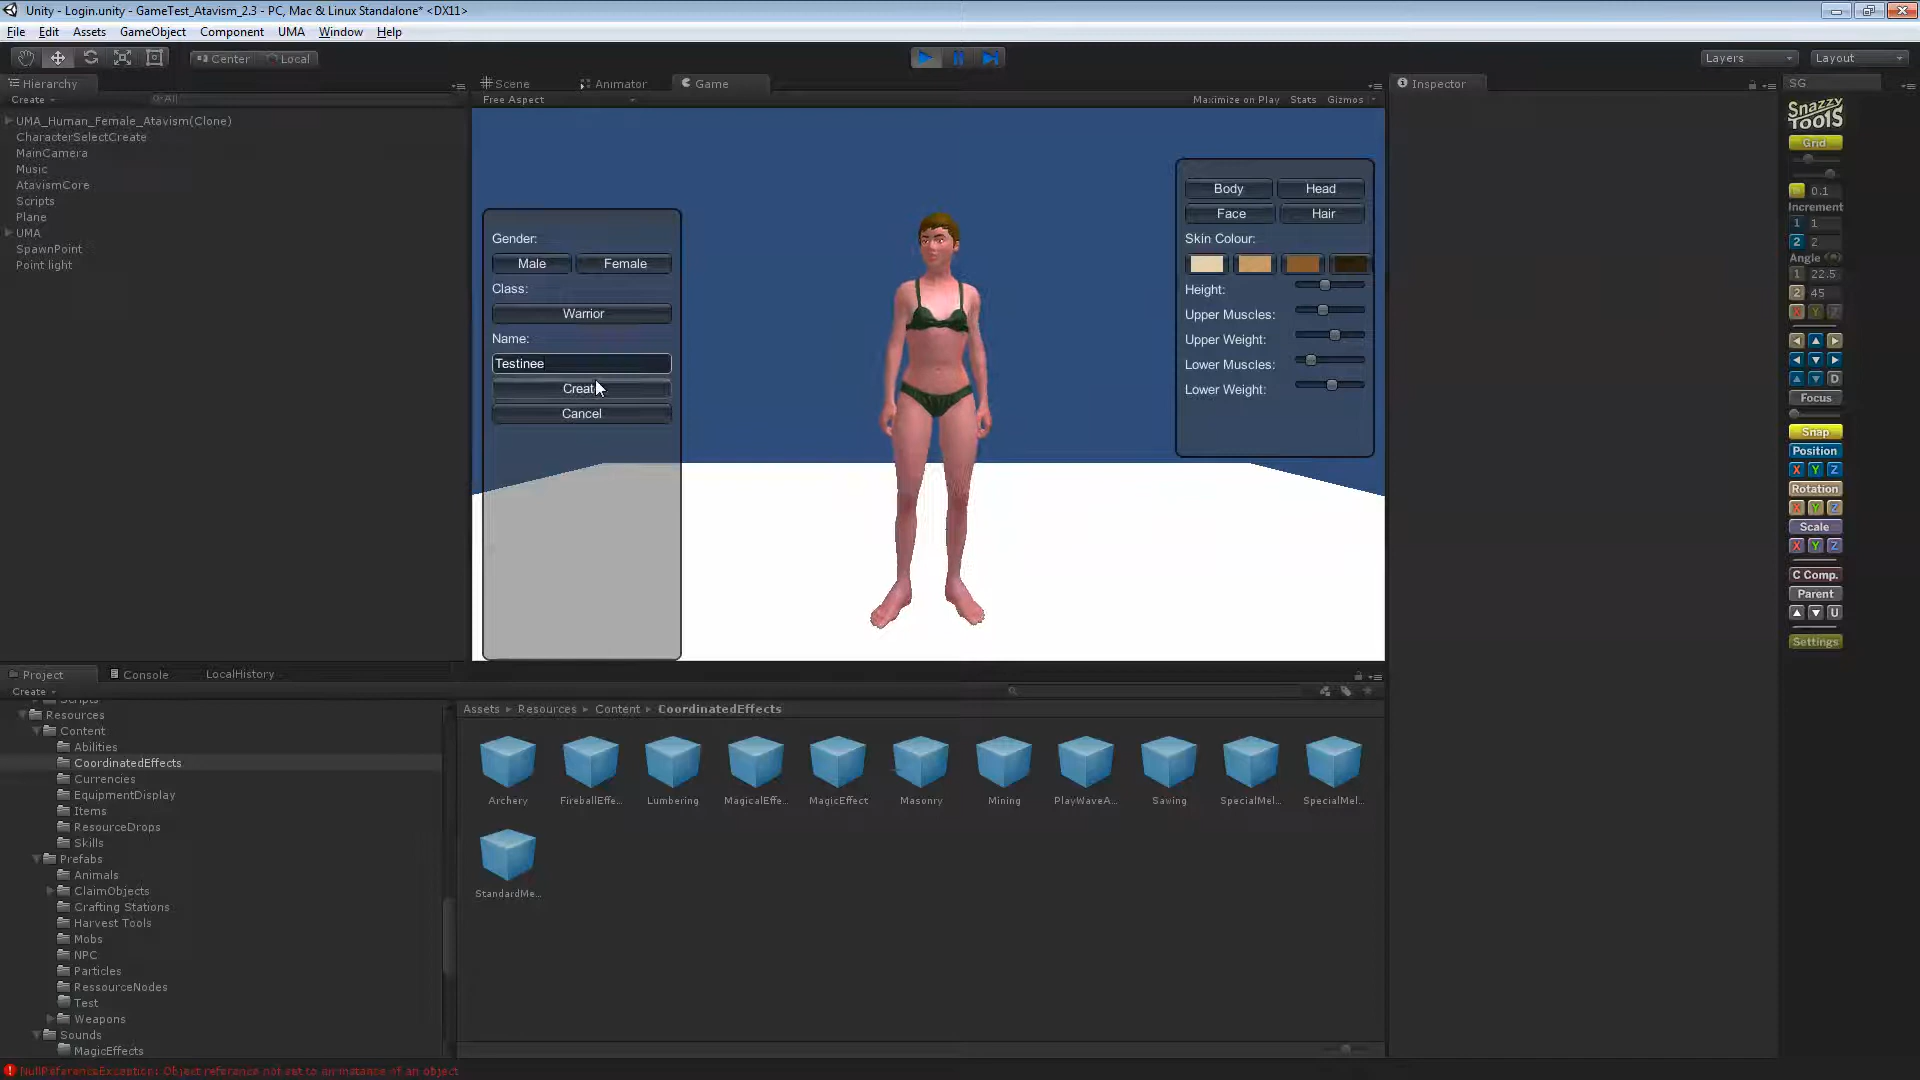 Unity - Login.unity - GameTest_Atavism_2.3 - PC, Mac & Linux Standalone* <DX11>
File Edit Assets GameObject Component UMA Window Help
Center Local Layers Layout
Hierarchy Scene Animator Game Inspector SG
Create All Free Aspect Maximize on Play Stats Gizmos
UMA_Human_Female_Atavism(Clone)
CharacterSelectCreate
MainCamera
Music
AtavismCore
Scripts
Plane
UMA
SpawnPoint
Point light
Gender:
Male Female
Class:
Warrior
Name:
Testinee
Create
Cancel
Body Head
Face Hair
Skin Colour:
Height:
Upper Muscles:
Upper Weight:
Lower Muscles:
Lower Weight:
Snazzy
Tools
Grid
0.1
Increment
1 1
2 2
Angle
1 22.5
2 45
X Y Z
D
Focus
Snap
Position
X Y Z
Rotation
X Y Z
Scale
X Y Z
C Comp.
Parent
U
Settings
Project Console LocalHistory
Create
Scripts
Resources
Content
Abilities
CoordinatedEffects
Currencies
EquipmentDisplay
Items
ResourceDrops
Skills
Prefabs
Animals
ClaimObjects
Crafting Stations
Harvest Tools
Mobs
NPC
Particles
RessourceNodes
Test
Weapons
Sounds
MagicEffects
Assets Resources Content CoordinatedEffects
Archery FireballEffe... Lumbering MagicalEffe... MagicEffect Masonry Mining PlayWaveA... Sawing SpecialMel... SpecialMel...
StandardMe...
NullReferenceException: Object reference not set to an instance of an object